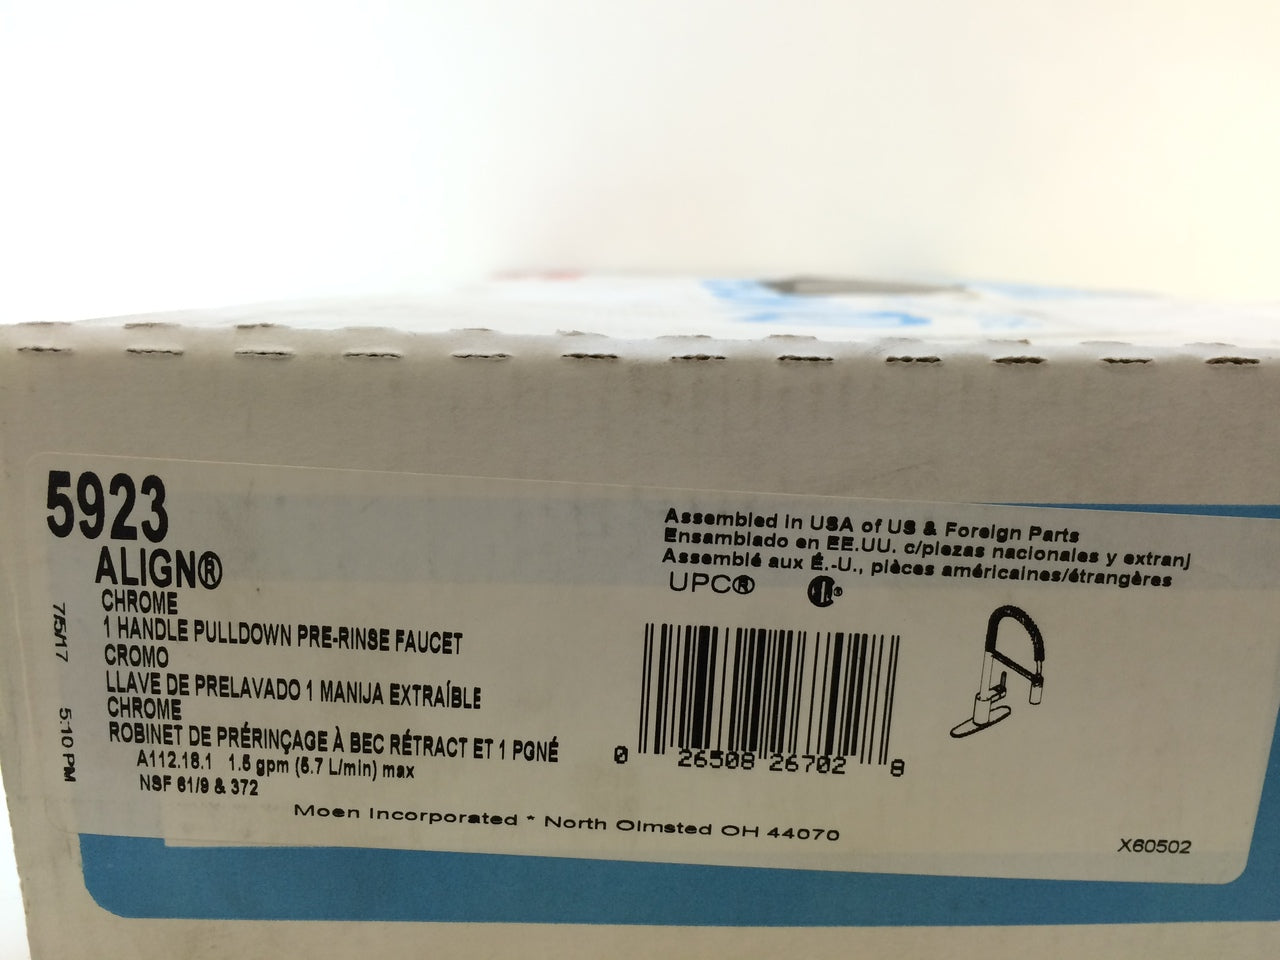 5923
ALIGN®
CHROME
1 HANDLE PULLDOWN PRE-RINSE FAUCET
CROMO
LLAVE DE PRELAVADO 1 MANIJA EXTRAÍBLE
CHROME
ROBINET DE PRÉRINÇAGE À BEC RÉTRACT ET 1 PGNÉ
A112.18.1 1.5 gpm (5.7 L/min) max
NSF 61/9 & 372
7/5/17 5:10 PM
Assembled in USA of US & Foreign Parts
Ensamblado en EE.UU. c/piezas nacionales y extranj
Assemblé aux É.-U., pièces américaines/étrangères
UPC®
0 26508 26702 8
Moen Incorporated * North Olmsted OH 44070
X60502